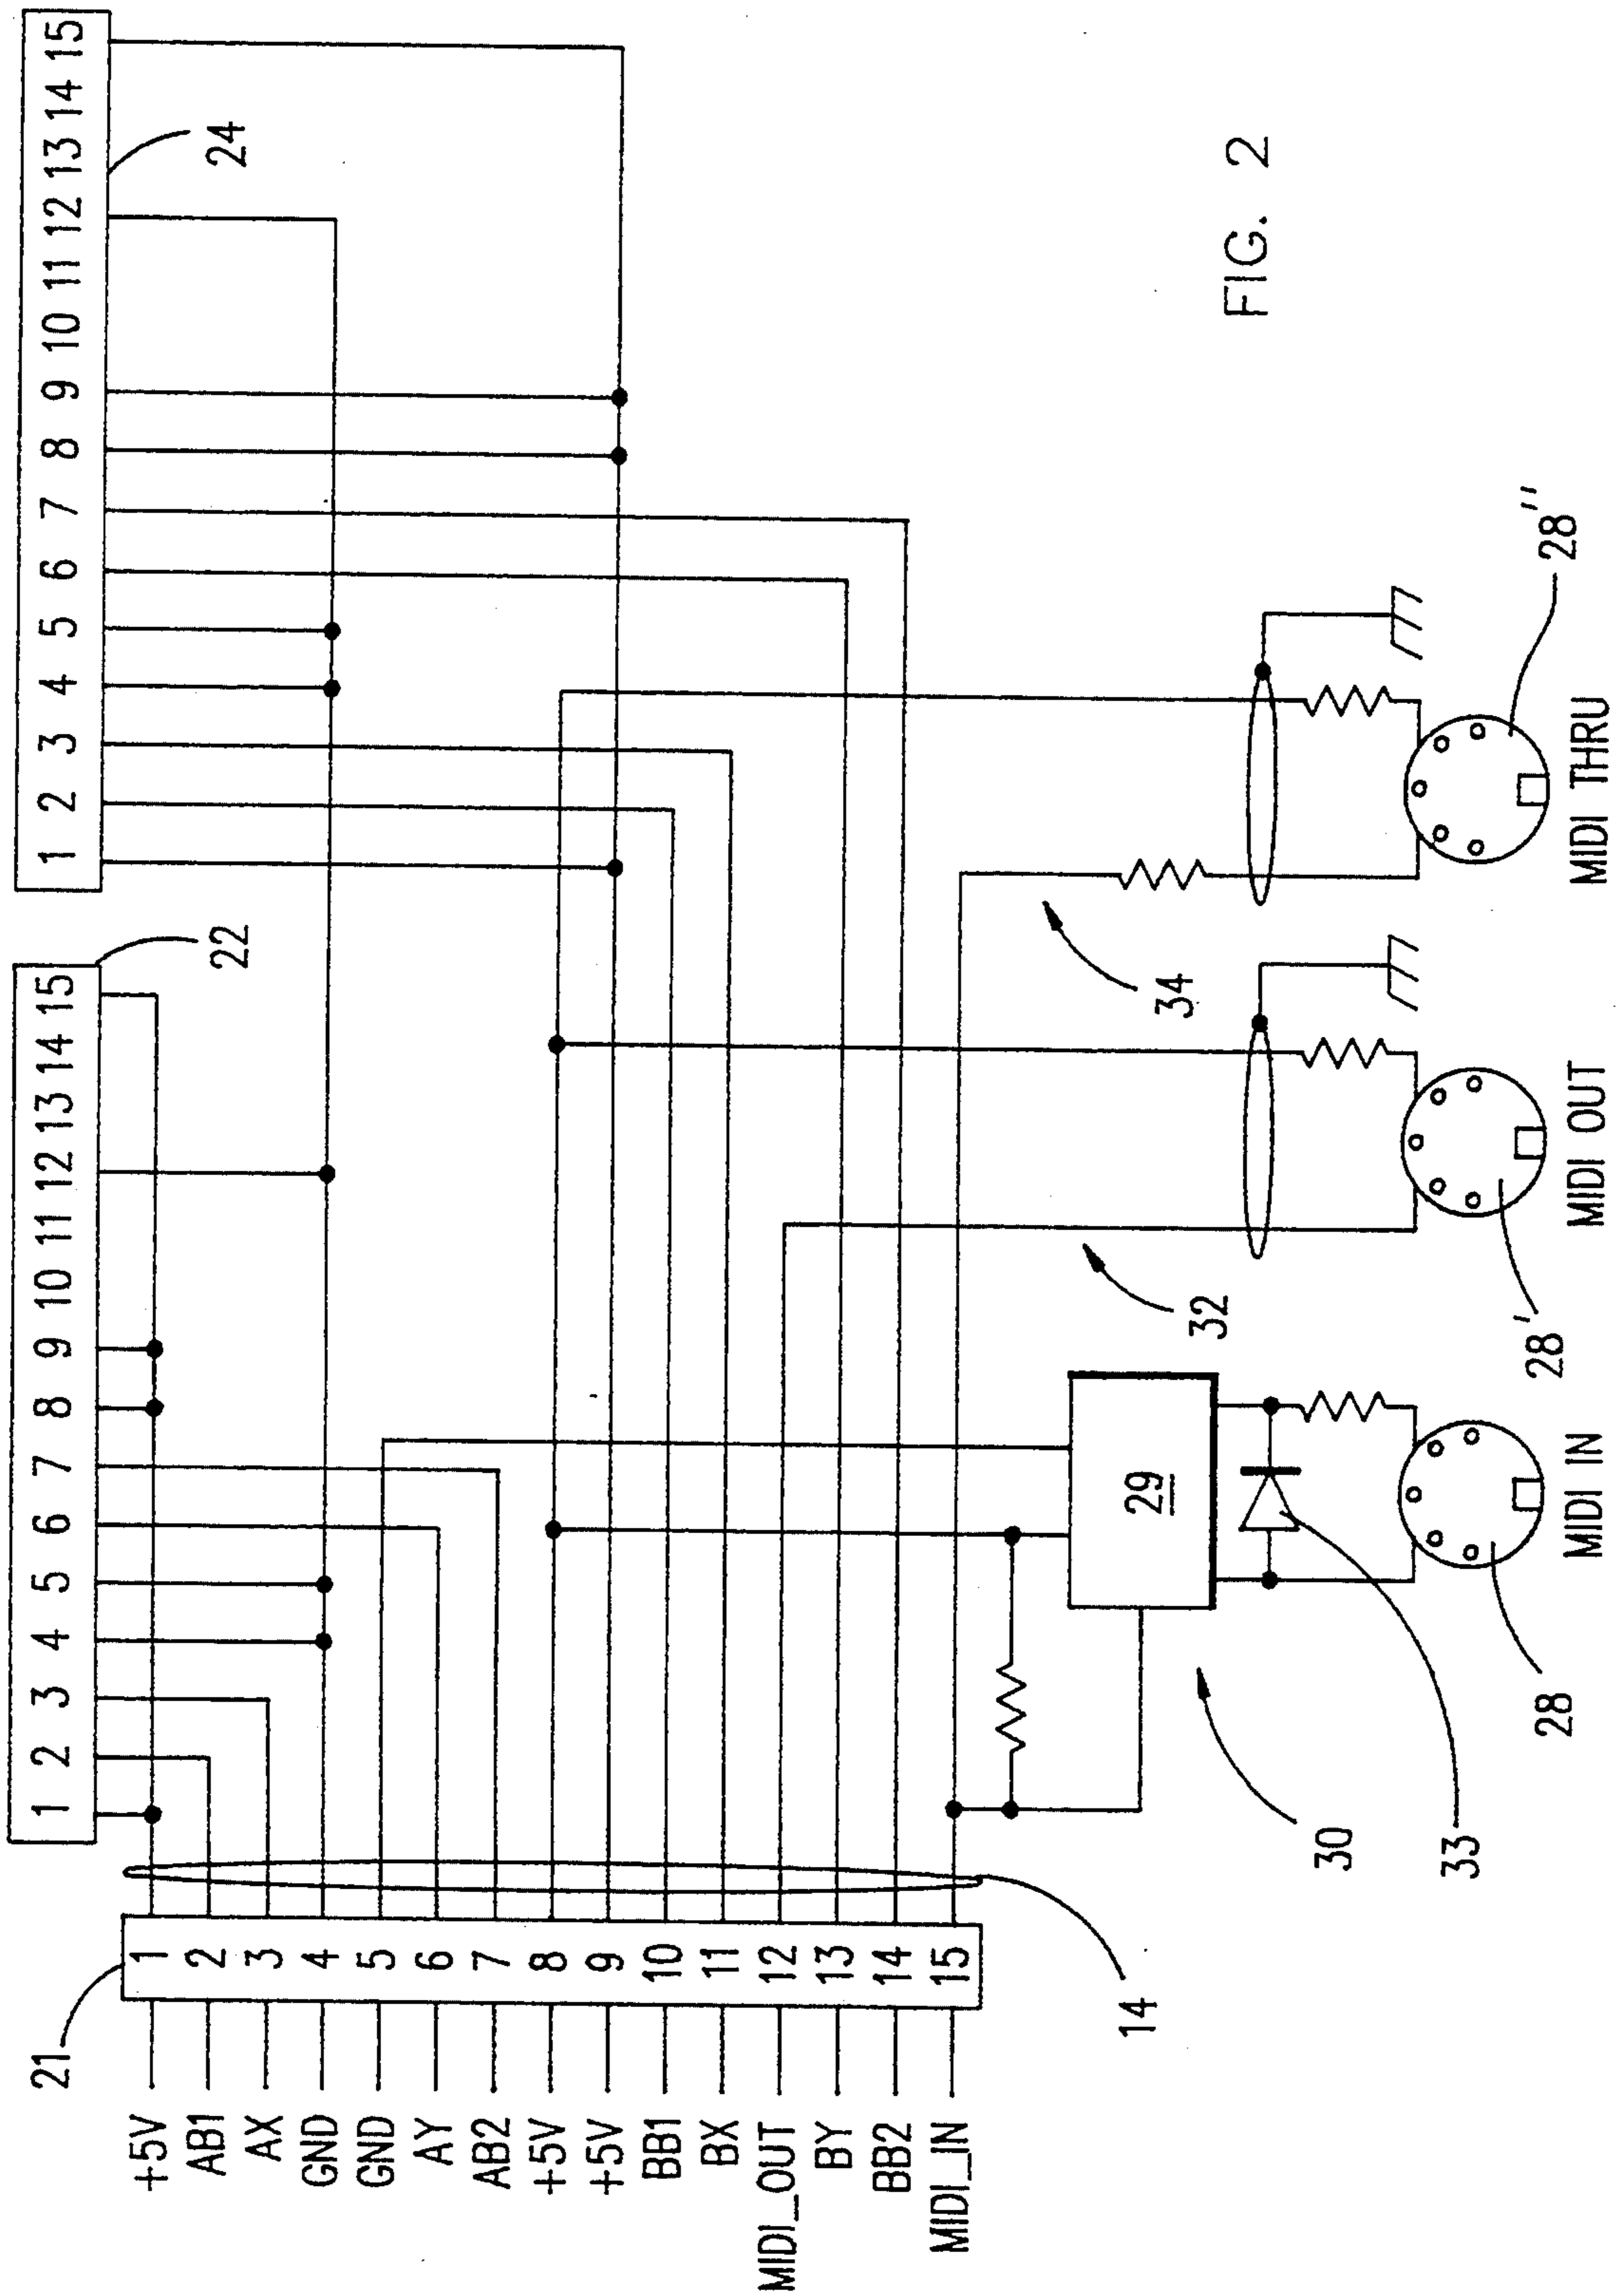 21
+5V 1
AB1 2
AX 3
GND 4
GND 5
AY 6
AB2 7
+5V 8
+5V 9
BB1 10
BX 11
MIDI_OUT 12
BY 13
BB2 14
MIDI_IN 15
14
1 2 3 4 5 6 7 8 9 10 11 12 13 14 15
22
1 2 3 4 5 6 7 8 9 10 11 12 13 14 15
24
29
30
33
28
MIDI IN
32
28'
MIDI OUT
34
28''
MIDI THRU
FIG. 2